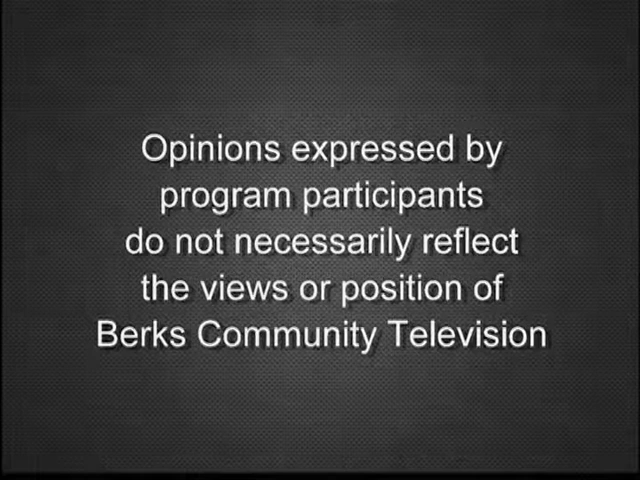 Opinions expressed by
program participants
do not necessarily reflect
the views or position of
Berks Community Television